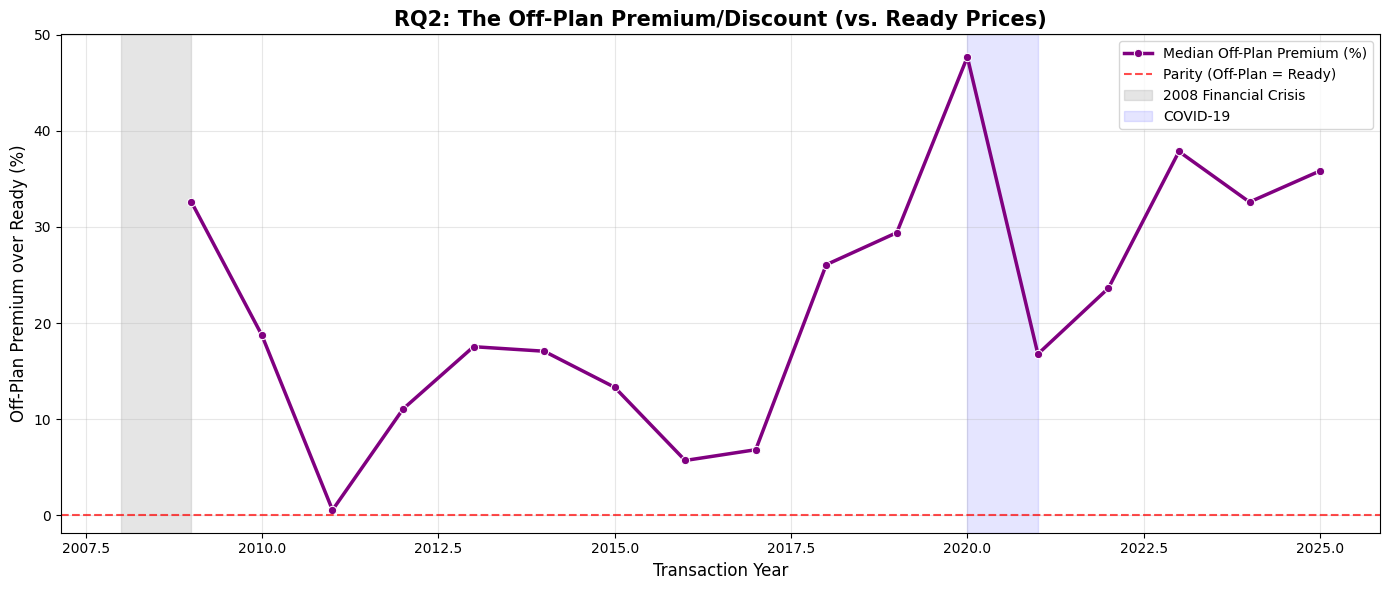 RQ2: The Off-Plan Premium/Discount (vs. Ready Prices)
Median Off-Plan Premium (%)
Parity (Off-Plan = Ready)
2008 Financial Crisis
COVID-19
Off-Plan Premium over Ready (%)
50
40
30
20
10
0
2007.5 2010.0 2012.5 2015.0 2017.5 2020.0 2022.5 2025.0
Transaction Year